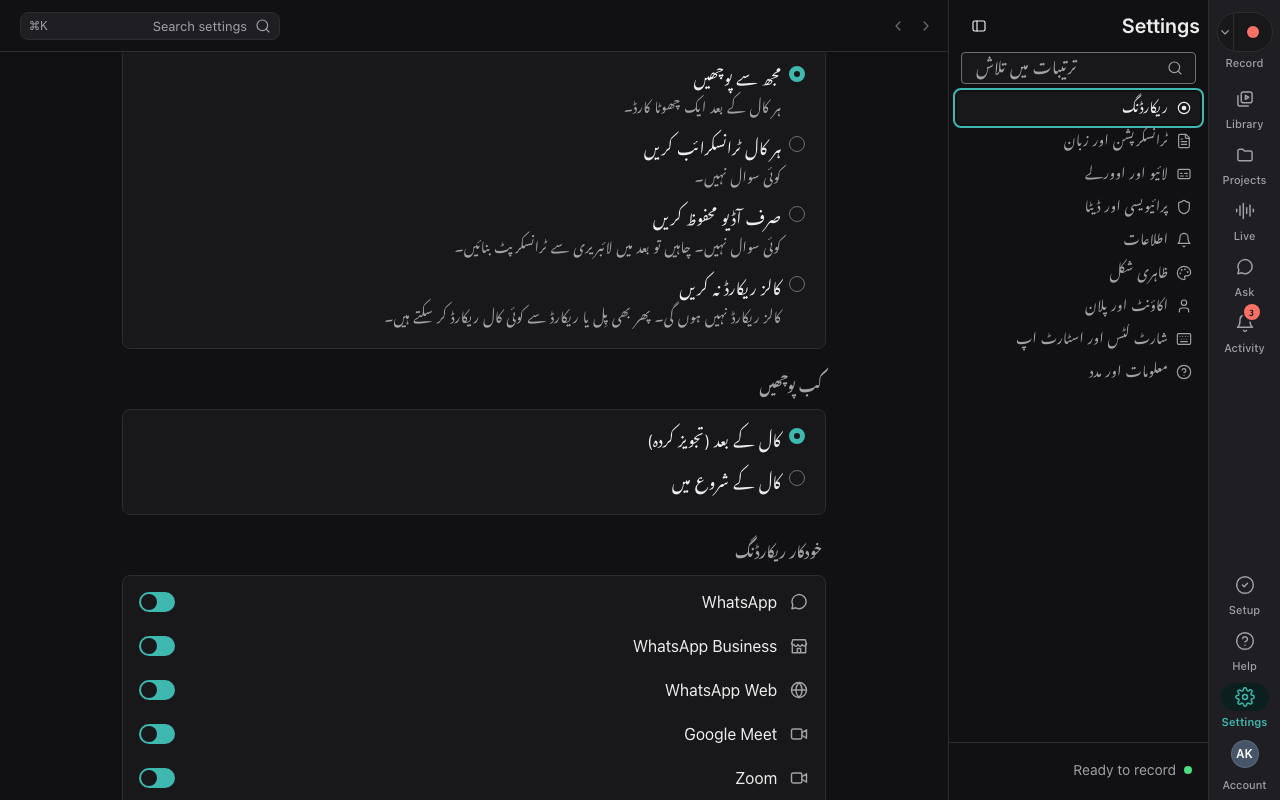 Record
Library
Projects
Live
Ask
3
Activity
Setup
Help
Settings
AK
Account
Settings
ترتیبات میں تلاش
ریکارڈنگ
ٹرانسکرپشن اور زبان
لائیو اور اوورلے
پرائیویسی اور ڈیٹا
اطلاعات
ظاہری شکل
اکاؤنٹ اور پلان
شارٹ کٹس اور اسٹارٹ اپ
معلومات اور مدد
Ready to record
Search settings
⌘K
مجھ سے پوچھیں
ہر کال کے بعد ایک چھوٹا کارڈ۔
ہر کال ٹرانسکرائب کریں
کوئی سوال نہیں۔
صرف آڈیو محفوظ کریں
کوئی سوال نہیں۔ چاہیں تو بعد میں لائبریری سے ٹرانسکرپٹ بنائیں۔
کالز ریکارڈ نہ کریں
کالز ریکارڈ نہیں ہوں گی۔ پھر بھی پِل یا ریکارڈ سے کوئی کال ریکارڈ کر سکتے ہیں۔
کب پوچھیں
کال کے بعد (تجویز کردہ)
کال کے شروع میں
خودکار ریکارڈنگ
WhatsApp
WhatsApp Business
WhatsApp Web
Google Meet
Zoom